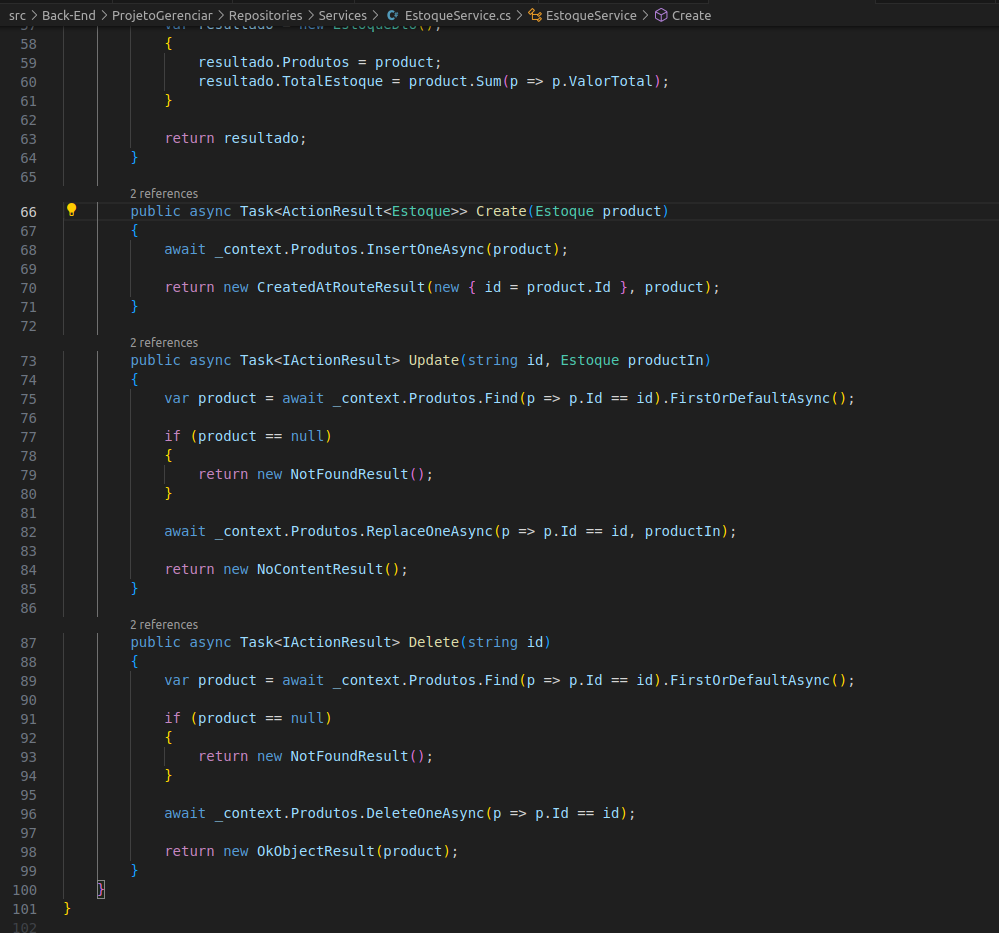 src > Back-End > ProjetoGerenciar > Repositories > Services > EstoqueService.cs > EstoqueService > Create
57 var resultado = new EstoqueDto();
58 {
59 resultado.Produtos = product;
60 resultado.TotalEstoque = product.Sum(p => p.ValorTotal);
61 }
62
63 return resultado;
64 }
65
2 references
66 public async Task<ActionResult<Estoque>> Create(Estoque product)
67 {
68 await _context.Produtos.InsertOneAsync(product);
69
70 return new CreatedAtRouteResult(new { id = product.Id }, product);
71 }
72
2 references
73 public async Task<IActionResult> Update(string id, Estoque productIn)
74 {
75 var product = await _context.Produtos.Find(p => p.Id == id).FirstOrDefaultAsync();
76
77 if (product == null)
78 {
79 return new NotFoundResult();
80 }
81
82 await _context.Produtos.ReplaceOneAsync(p => p.Id == id, productIn);
83
84 return new NoContentResult();
85 }
86
2 references
87 public async Task<IActionResult> Delete(string id)
88 {
89 var product = await _context.Produtos.Find(p => p.Id == id).FirstOrDefaultAsync();
90
91 if (product == null)
92 {
93 return new NotFoundResult();
94 }
95
96 await _context.Produtos.DeleteOneAsync(p => p.Id == id);
97
98 return new OkObjectResult(product);
99 }
100 }
101 }
102